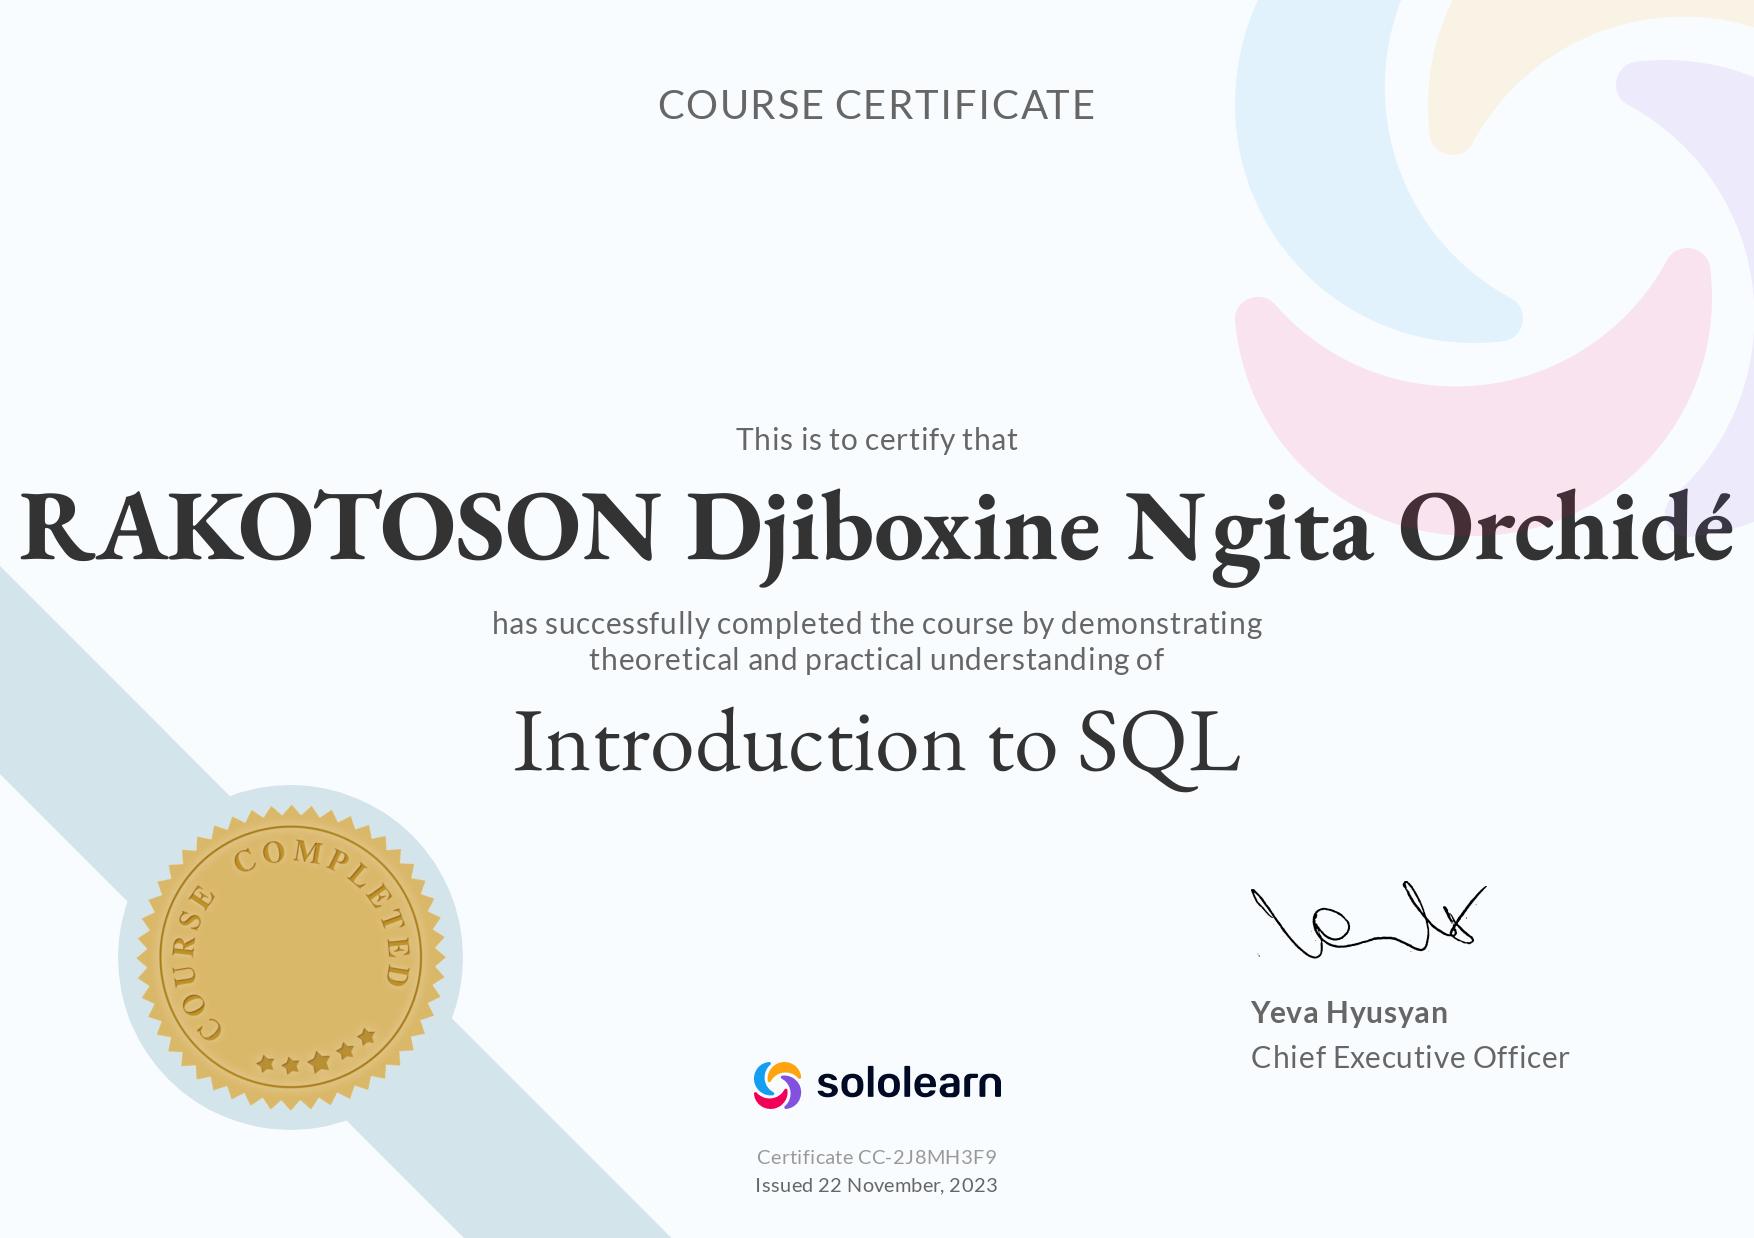 COURSE CERTIFICATE
This is to certify that
RAKOTOSON Djiboxine Ngita Orchidé
has successfully completed the course by demonstrating
theoretical and practical understanding of
Introduction to SQL
COURSE COMPLETED
Yeva Hyusyan
Chief Executive Officer
sololearn
Certificate CC-2J8MH3F9
Issued 22 November, 2023